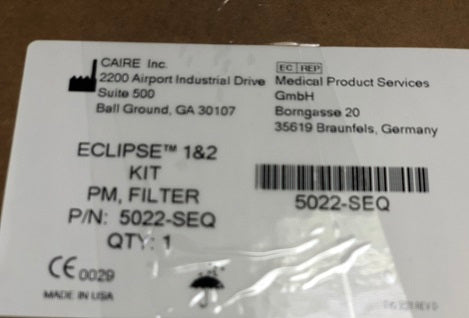 CAIRE Inc.
2200 Airport Industrial Drive
Suite 500
Ball Ground, GA 30107
EC REP
Medical Product Services
GmbH
Borngasse 20
35619 Braunfels, Germany
ECLIPSE™ 1&2
KIT
PM, FILTER
P/N: 5022-SEQ
QTY: 1
5022-SEQ
CE 0029
MADE IN USA